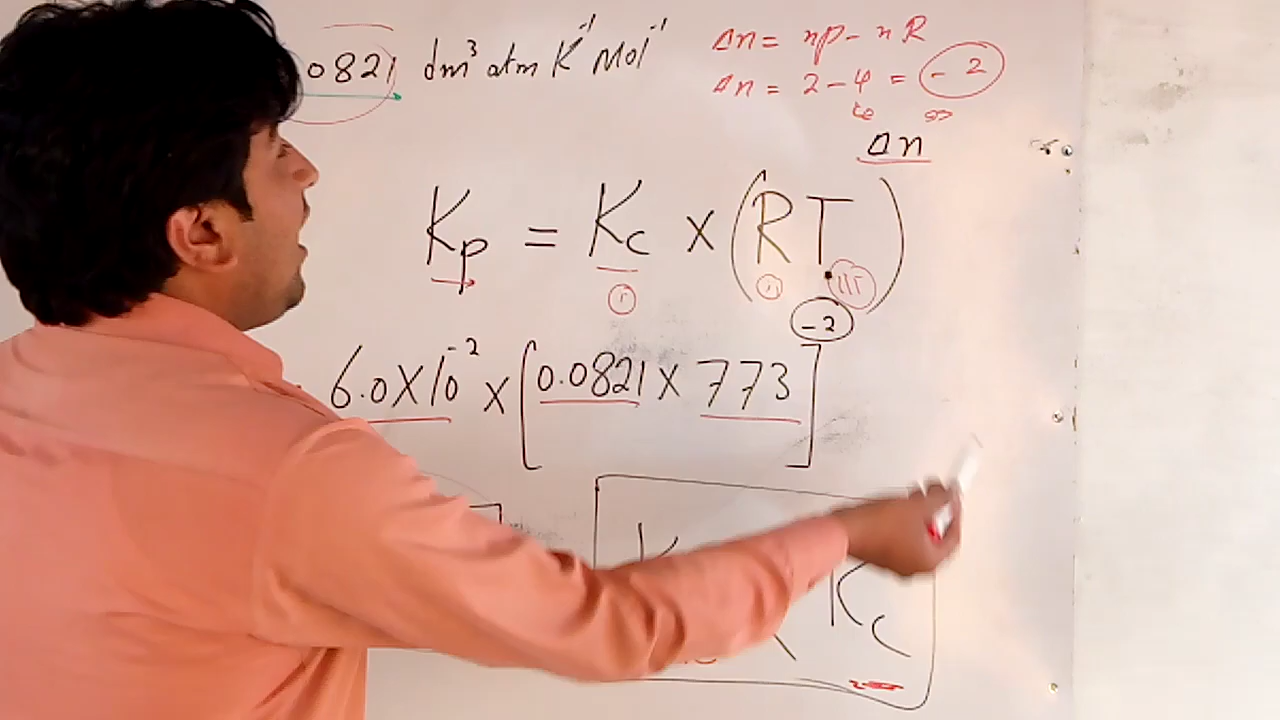 0821 dm³ atm K⁻¹ Mol⁻¹
Δn = np - nR
Δn = 2 - 4 = -2
Δn
Kp = Kc × (RT)
-2
6.0×10⁻² × [0.0821 × 773]
K Kc